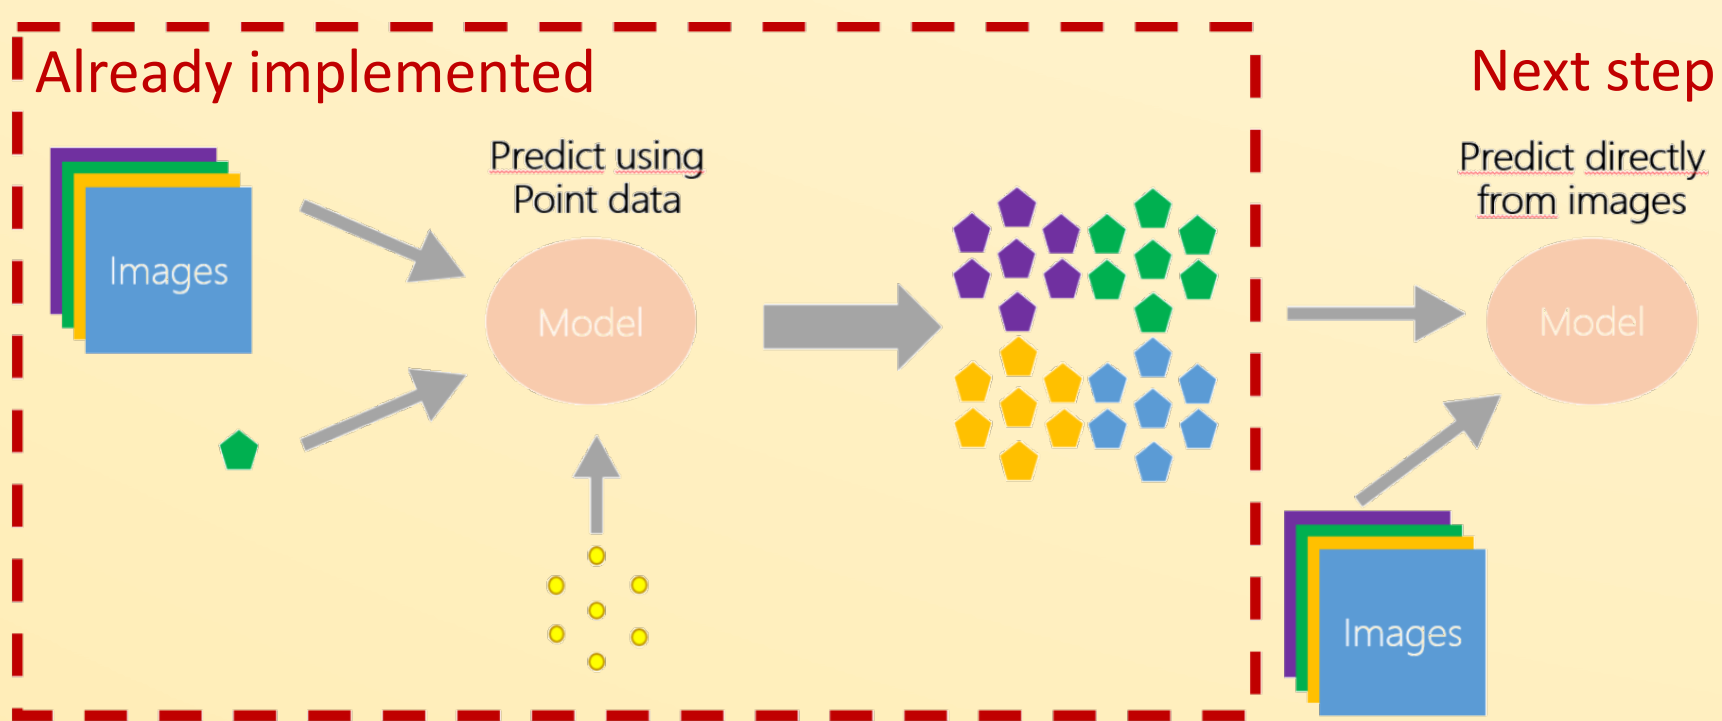 Already implemented
Next step
Predict using
Point data
Predict directly
from images
Images
Model
Model
Images